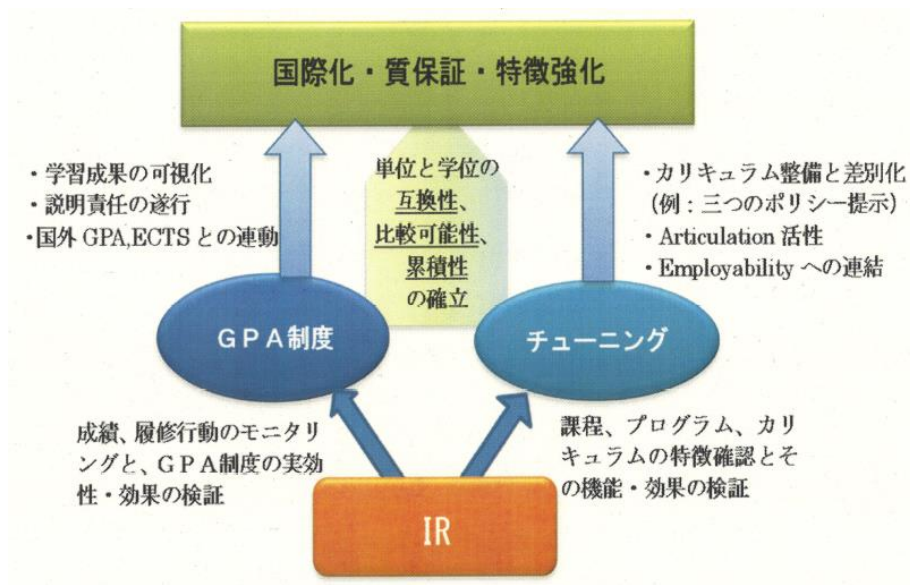 国際化・質保証・特徴強化
・学習成果の可視化
・説明責任の遂行
・国外 GPA,ECTS との連動
単位と学位の
互換性、
比較可能性、
累積性
の確立
・カリキュラム整備と差別化
(例：三つのポリシー提示)
・Articulation 活性
・Employability への連結
ＧＰＡ制度
チューニング
成績、履修行動のモニタリ
ングと、ＧＰＡ制度の実効
性・効果の検証
課程、プログラム、カリ
キュラムの特徴確認とそ
の機能・効果の検証
IR